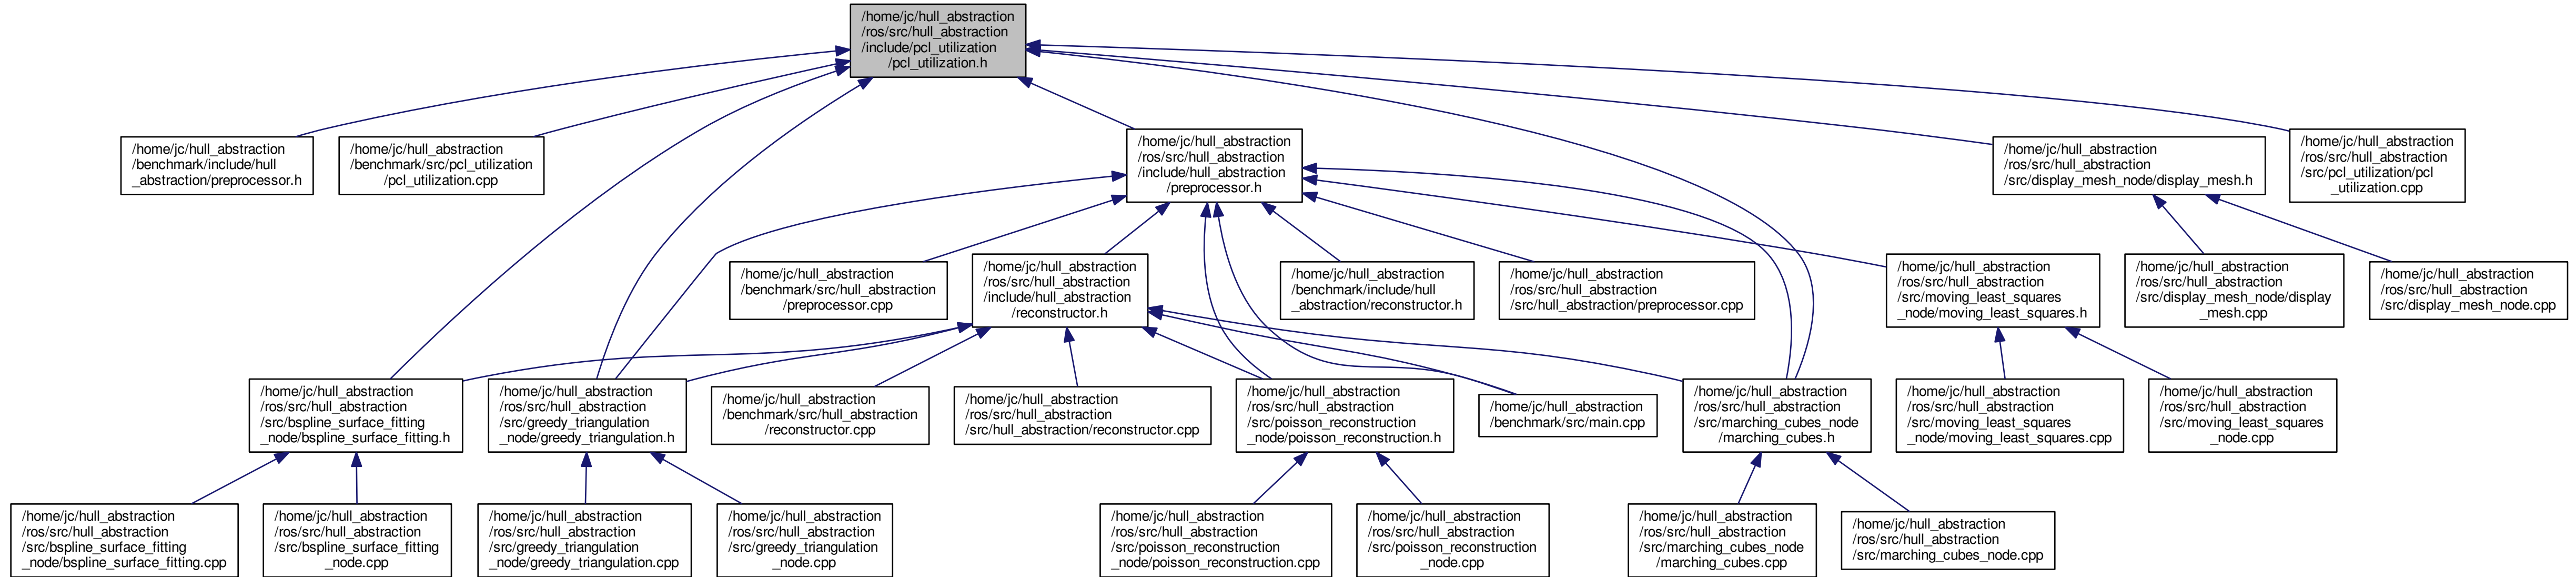 /home/jc/hull_abstraction
/ros/src/hull_abstraction
/include/pcl_utilization
/pcl_utilization.h
/home/jc/hull_abstraction
/benchmark/include/hull
_abstraction/preprocessor.h
/home/jc/hull_abstraction
/benchmark/src/pcl_utilization
/pcl_utilization.cpp
/home/jc/hull_abstraction
/ros/src/hull_abstraction
/include/hull_abstraction
/preprocessor.h
/home/jc/hull_abstraction
/ros/src/hull_abstraction
/src/display_mesh_node/display_mesh.h
/home/jc/hull_abstraction
/ros/src/hull_abstraction
/src/pcl_utilization/pcl
_utilization.cpp
/home/jc/hull_abstraction
/benchmark/src/hull_abstraction
/preprocessor.cpp
/home/jc/hull_abstraction
/ros/src/hull_abstraction
/include/hull_abstraction
/reconstructor.h
/home/jc/hull_abstraction
/benchmark/include/hull
_abstraction/reconstructor.h
/home/jc/hull_abstraction
/ros/src/hull_abstraction
/src/hull_abstraction/preprocessor.cpp
/home/jc/hull_abstraction
/ros/src/hull_abstraction
/src/moving_least_squares
_node/moving_least_squares.h
/home/jc/hull_abstraction
/ros/src/hull_abstraction
/src/display_mesh_node/display
_mesh.cpp
/home/jc/hull_abstraction
/ros/src/hull_abstraction
/src/display_mesh_node.cpp
/home/jc/hull_abstraction
/ros/src/hull_abstraction
/src/bspline_surface_fitting
_node/bspline_surface_fitting.h
/home/jc/hull_abstraction
/ros/src/hull_abstraction
/src/greedy_triangulation
_node/greedy_triangulation.h
/home/jc/hull_abstraction
/benchmark/src/hull_abstraction
/reconstructor.cpp
/home/jc/hull_abstraction
/ros/src/hull_abstraction
/src/hull_abstraction/reconstructor.cpp
/home/jc/hull_abstraction
/ros/src/hull_abstraction
/src/poisson_reconstruction
_node/poisson_reconstruction.h
/home/jc/hull_abstraction
/benchmark/src/main.cpp
/home/jc/hull_abstraction
/ros/src/hull_abstraction
/src/marching_cubes_node
/marching_cubes.h
/home/jc/hull_abstraction
/ros/src/hull_abstraction
/src/moving_least_squares
_node/moving_least_squares.cpp
/home/jc/hull_abstraction
/ros/src/hull_abstraction
/src/moving_least_squares
_node.cpp
/home/jc/hull_abstraction
/ros/src/hull_abstraction
/src/bspline_surface_fitting
_node/bspline_surface_fitting.cpp
/home/jc/hull_abstraction
/ros/src/hull_abstraction
/src/bspline_surface_fitting
_node.cpp
/home/jc/hull_abstraction
/ros/src/hull_abstraction
/src/greedy_triangulation
_node/greedy_triangulation.cpp
/home/jc/hull_abstraction
/ros/src/hull_abstraction
/src/greedy_triangulation
_node.cpp
/home/jc/hull_abstraction
/ros/src/hull_abstraction
/src/poisson_reconstruction
_node/poisson_reconstruction.cpp
/home/jc/hull_abstraction
/ros/src/hull_abstraction
/src/poisson_reconstruction
_node.cpp
/home/jc/hull_abstraction
/ros/src/hull_abstraction
/src/marching_cubes_node
/marching_cubes.cpp
/home/jc/hull_abstraction
/ros/src/hull_abstraction
/src/marching_cubes_node.cpp